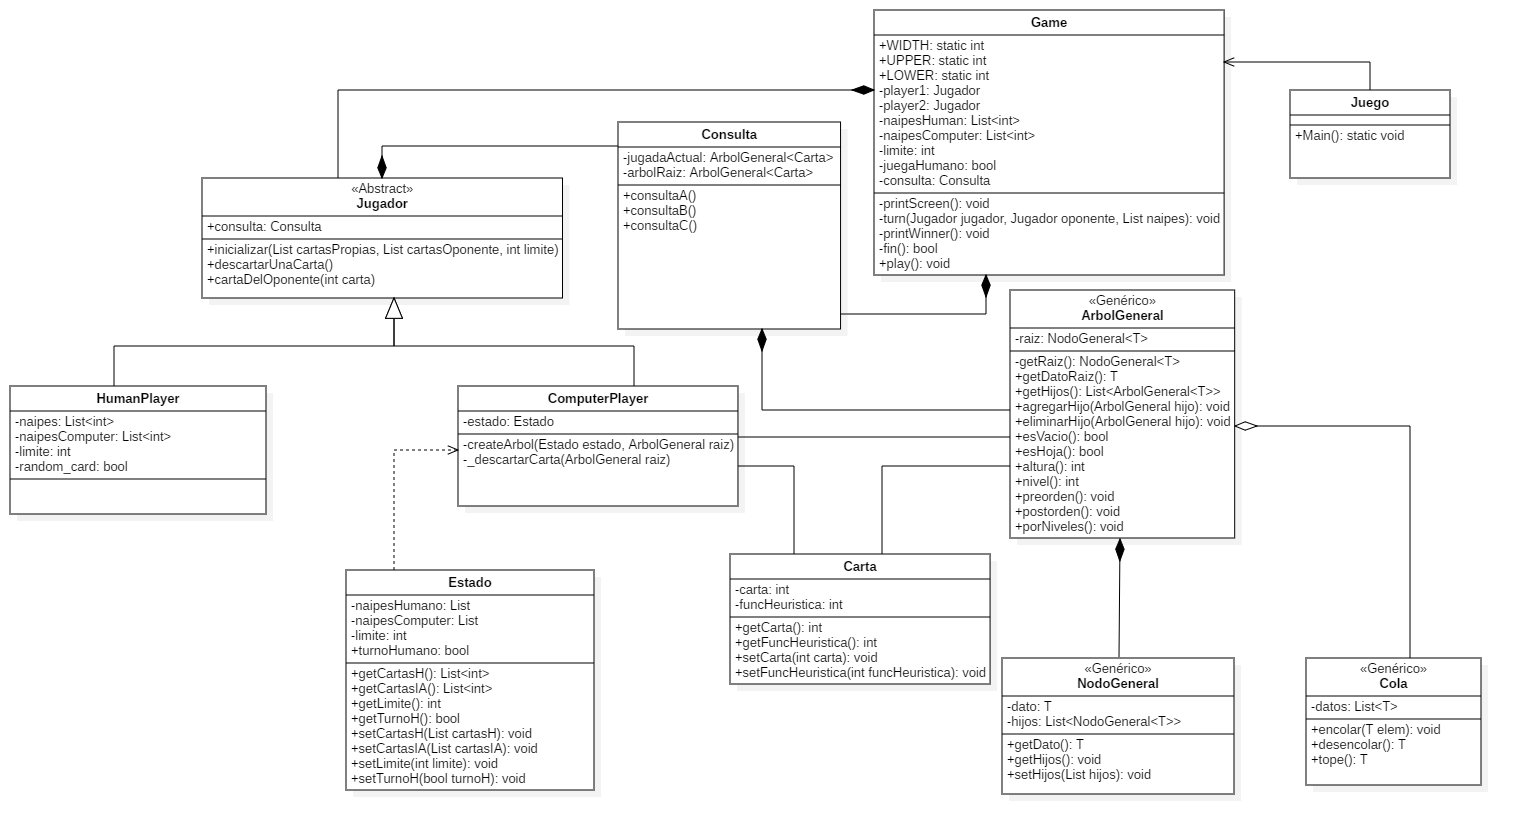 Game
+WIDTH: static int
+UPPER: static int
+LOWER: static int
-player1: Jugador
-player2: Jugador
-naipesHuman: List<int>
-naipesComputer: List<int>
-limite: int
-juegaHumano: bool
-consulta: Consulta
-printScreen(): void
-turn(Jugador jugador, Jugador oponente, List naipes): void
-printWinner(): void
-fin(): bool
+play(): void
Juego
+Main(): static void
Consulta
-jugadaActual: ArbolGeneral<Carta>
-arbolRaiz: ArbolGeneral<Carta>
+consultaA()
+consultaB()
+consultaC()
«Abstract»
Jugador
+consulta: Consulta
+inicializar(List cartasPropias, List cartasOponente, int limite)
+descartarUnaCarta()
+cartaDelOponente(int carta)
«Genérico»
ArbolGeneral
-raiz: NodoGeneral<T>
-getRaiz(): NodoGeneral<T>
+getDatoRaiz(): T
+getHijos(): List<ArbolGeneral<T>>
+agregarHijo(ArbolGeneral hijo): void
+eliminarHijo(ArbolGeneral hijo): void
+esVacio(): bool
+esHoja(): bool
+altura(): int
+nivel(): int
+preorden(): void
+postorden(): void
+porNiveles(): void
HumanPlayer
-naipes: List<int>
-naipesComputer: List<int>
-limite: int
-random_card: bool
ComputerPlayer
-estado: Estado
-createArbol(Estado estado, ArbolGeneral raiz)
-_descartarCarta(ArbolGeneral raiz)
Estado
-naipesHumano: List
-naipesComputer: List
-limite: int
+turnoHumano: bool
+getCartasH(): List<int>
+getCartasIA(): List<int>
+getLimite(): int
+getTurnoH(): bool
+setCartasH(List cartasH): void
+setCartasIA(List cartasIA): void
+setLimite(int limite): void
+setTurnoH(bool turnoH): void
Carta
-carta: int
-funcHeuristica: int
+getCarta(): int
+getFuncHeuristica(): int
+setCarta(int carta): void
+setFuncHeuristica(int funcHeuristica): void
«Genérico»
NodoGeneral
-dato: T
-hijos: List<NodoGeneral<T>>
+getDato(): T
+getHijos(): void
+setHijos(List hijos): void
«Genérico»
Cola
-datos: List<T>
+encolar(T elem): void
+desencolar(): T
+tope(): T